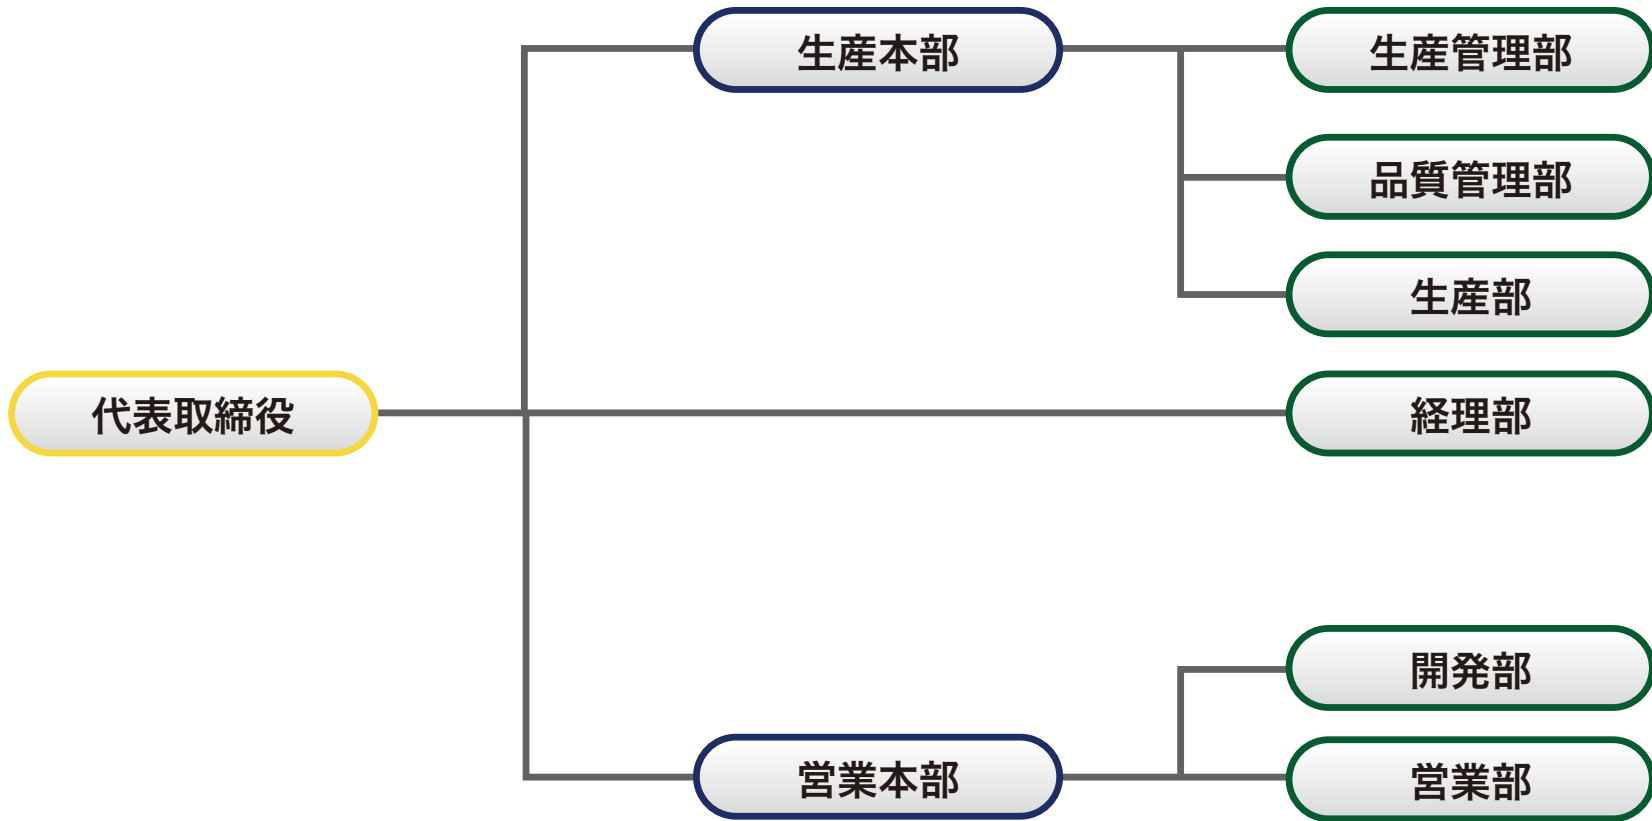 生産本部
生産管理部
品質管理部
生産部
代表取締役
経理部
開発部
営業本部
営業部